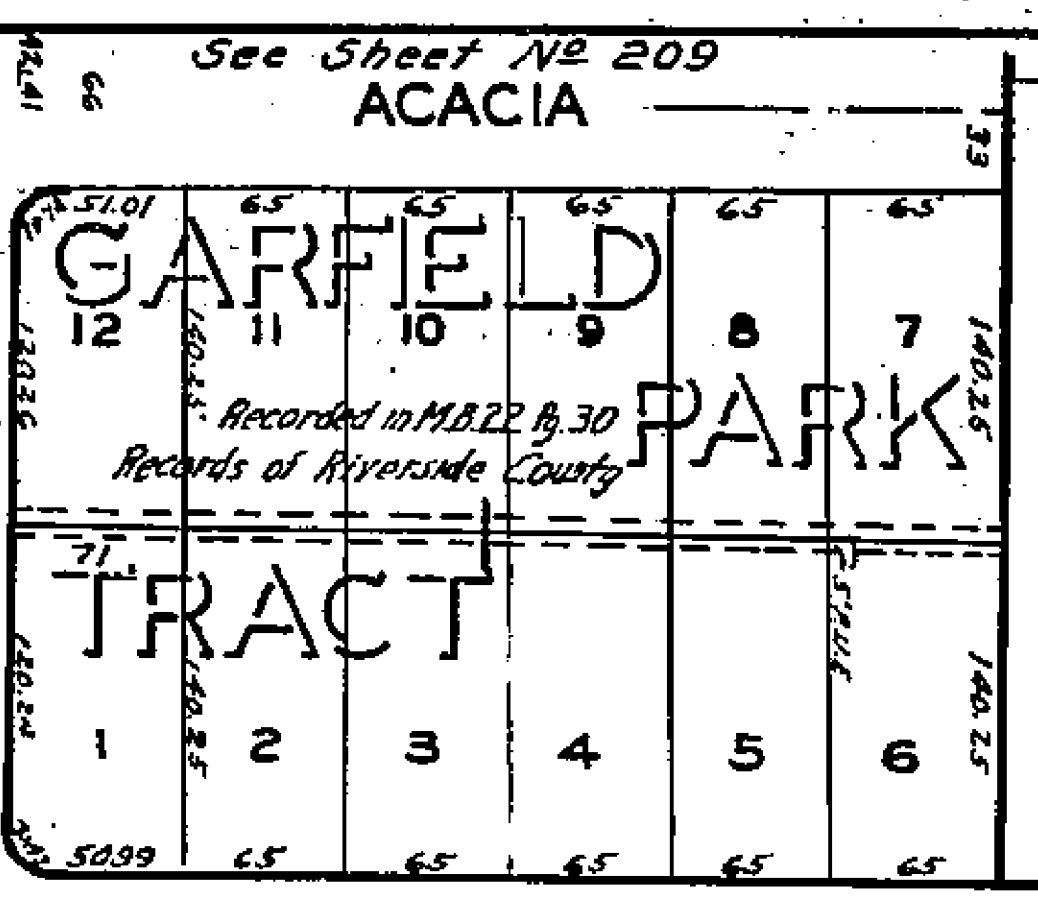 See Sheet Nº 209
ACACIA
66
33
51.01 65 65 65 65 65
GARFIELD
12 11 10 9 8 7
140.25 140.25
PARK
Recorded in M.B. 22 Pg. 30
Records of Riverside County
71
TRACT
140.25 140.25
1 2 3 4 5 6
5099 65 65 65 65 65